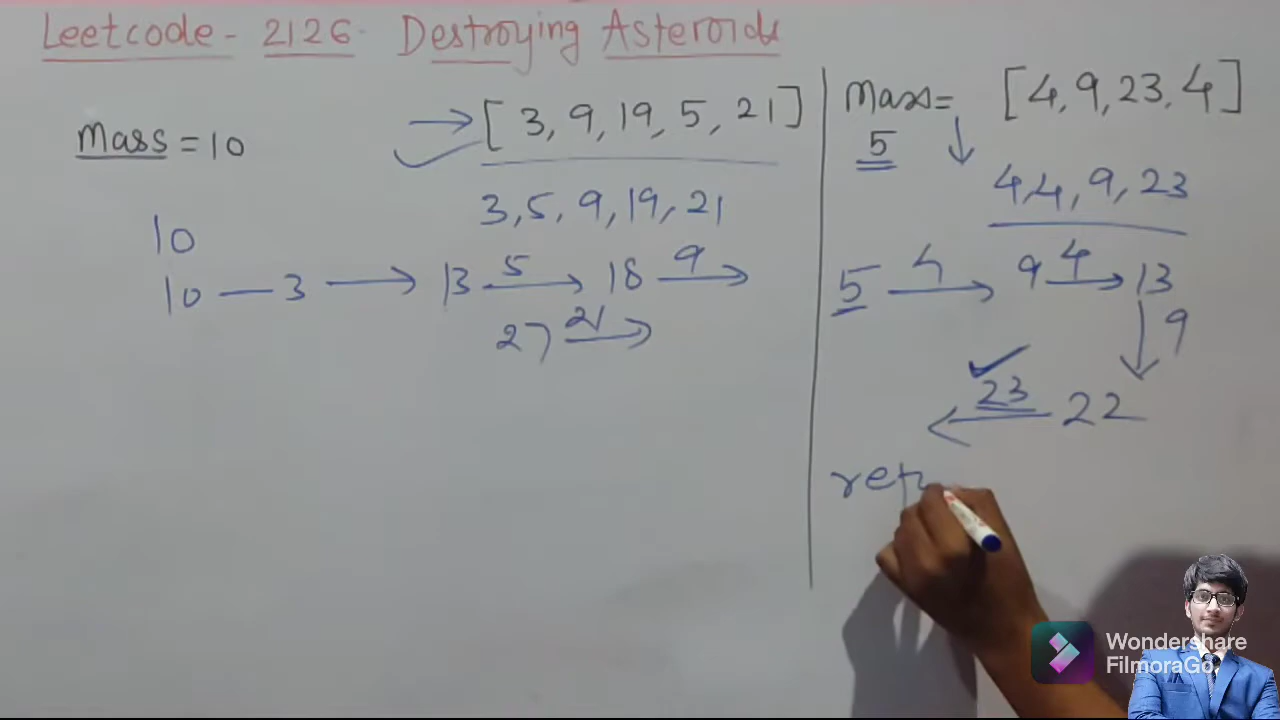 Leetcode - 2126 - Destroying Asteroids
Mass = 10
→ [ 3, 9, 19, 5, 21 ]
3, 5, 9, 19, 21
10
10 — 3 → 13 5→ 18 9→
27 21→
Mass = [ 4, 9, 23, 4 ]
5
4, 4, 9, 23
5 4→ 9 4→ 13
9
23 22
retu
Wondershare
FilmoraGo